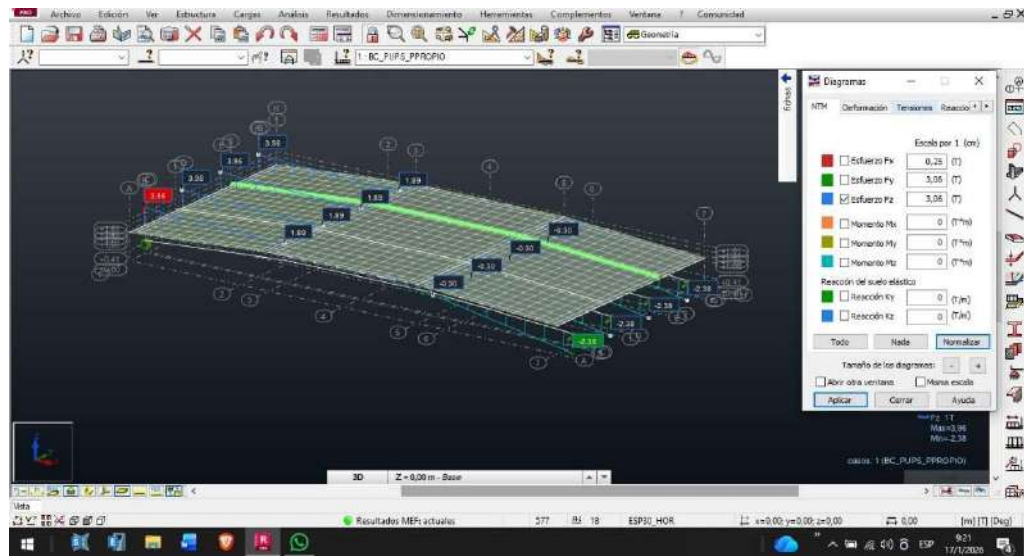 PRO Archivo Edición Ver Estructura Cargas Análisis Resultados Dimensionamiento Herramientas Complementos Ventana ? Comunidad
Geometría
1 : BC_PUPS_PPROPIO
Fichas
Diagramas
NTM Deformación Tensiones Reaccio
Escala por 1 (cm)
Esfuerzo Fx 0,25 (T)
Esfuerzo Fy 3,06 (T)
Esfuerzo Fz 3,06 (T)
Momento Mx 0 (T*m)
Momento My 0 (T*m)
Momento Mz 0 (T*m)
Reacción del suelo elástico
Reacción Ky 0 (T/m)
Reacción Kz 0 (T/m)
Todo Nada Normalizar
Tamaño de los diagramas: - +
Abrir otra ventana Misma escala
Aplicar Cerrar Ayuda
3.96
3.96
1.89
1.89
1.89
1.89
-0.30
-0.30
-0.30
-0.30
-2.38
-2.38
-2.38
-2.38
Fz 1T
Max=3,96
Min=-2,38
casos: 1 (BC_PUPS_PPROPIO)
3D Z = 0,00 m - Base
Vista
Resultados MEF: actuales 577 18 ESP30_HOR x=9,00; y=0,00; z=0,00 0,00 [m] [T] [Deg]
ESP 9:21
17/1/2026